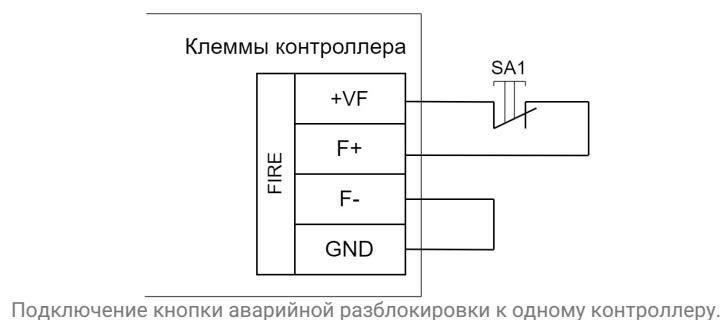 Клеммы контроллера
SA1
+VF
F+
FIRE
F-
GND
Подключение кнопки аварийной разблокировки к одному контроллеру.